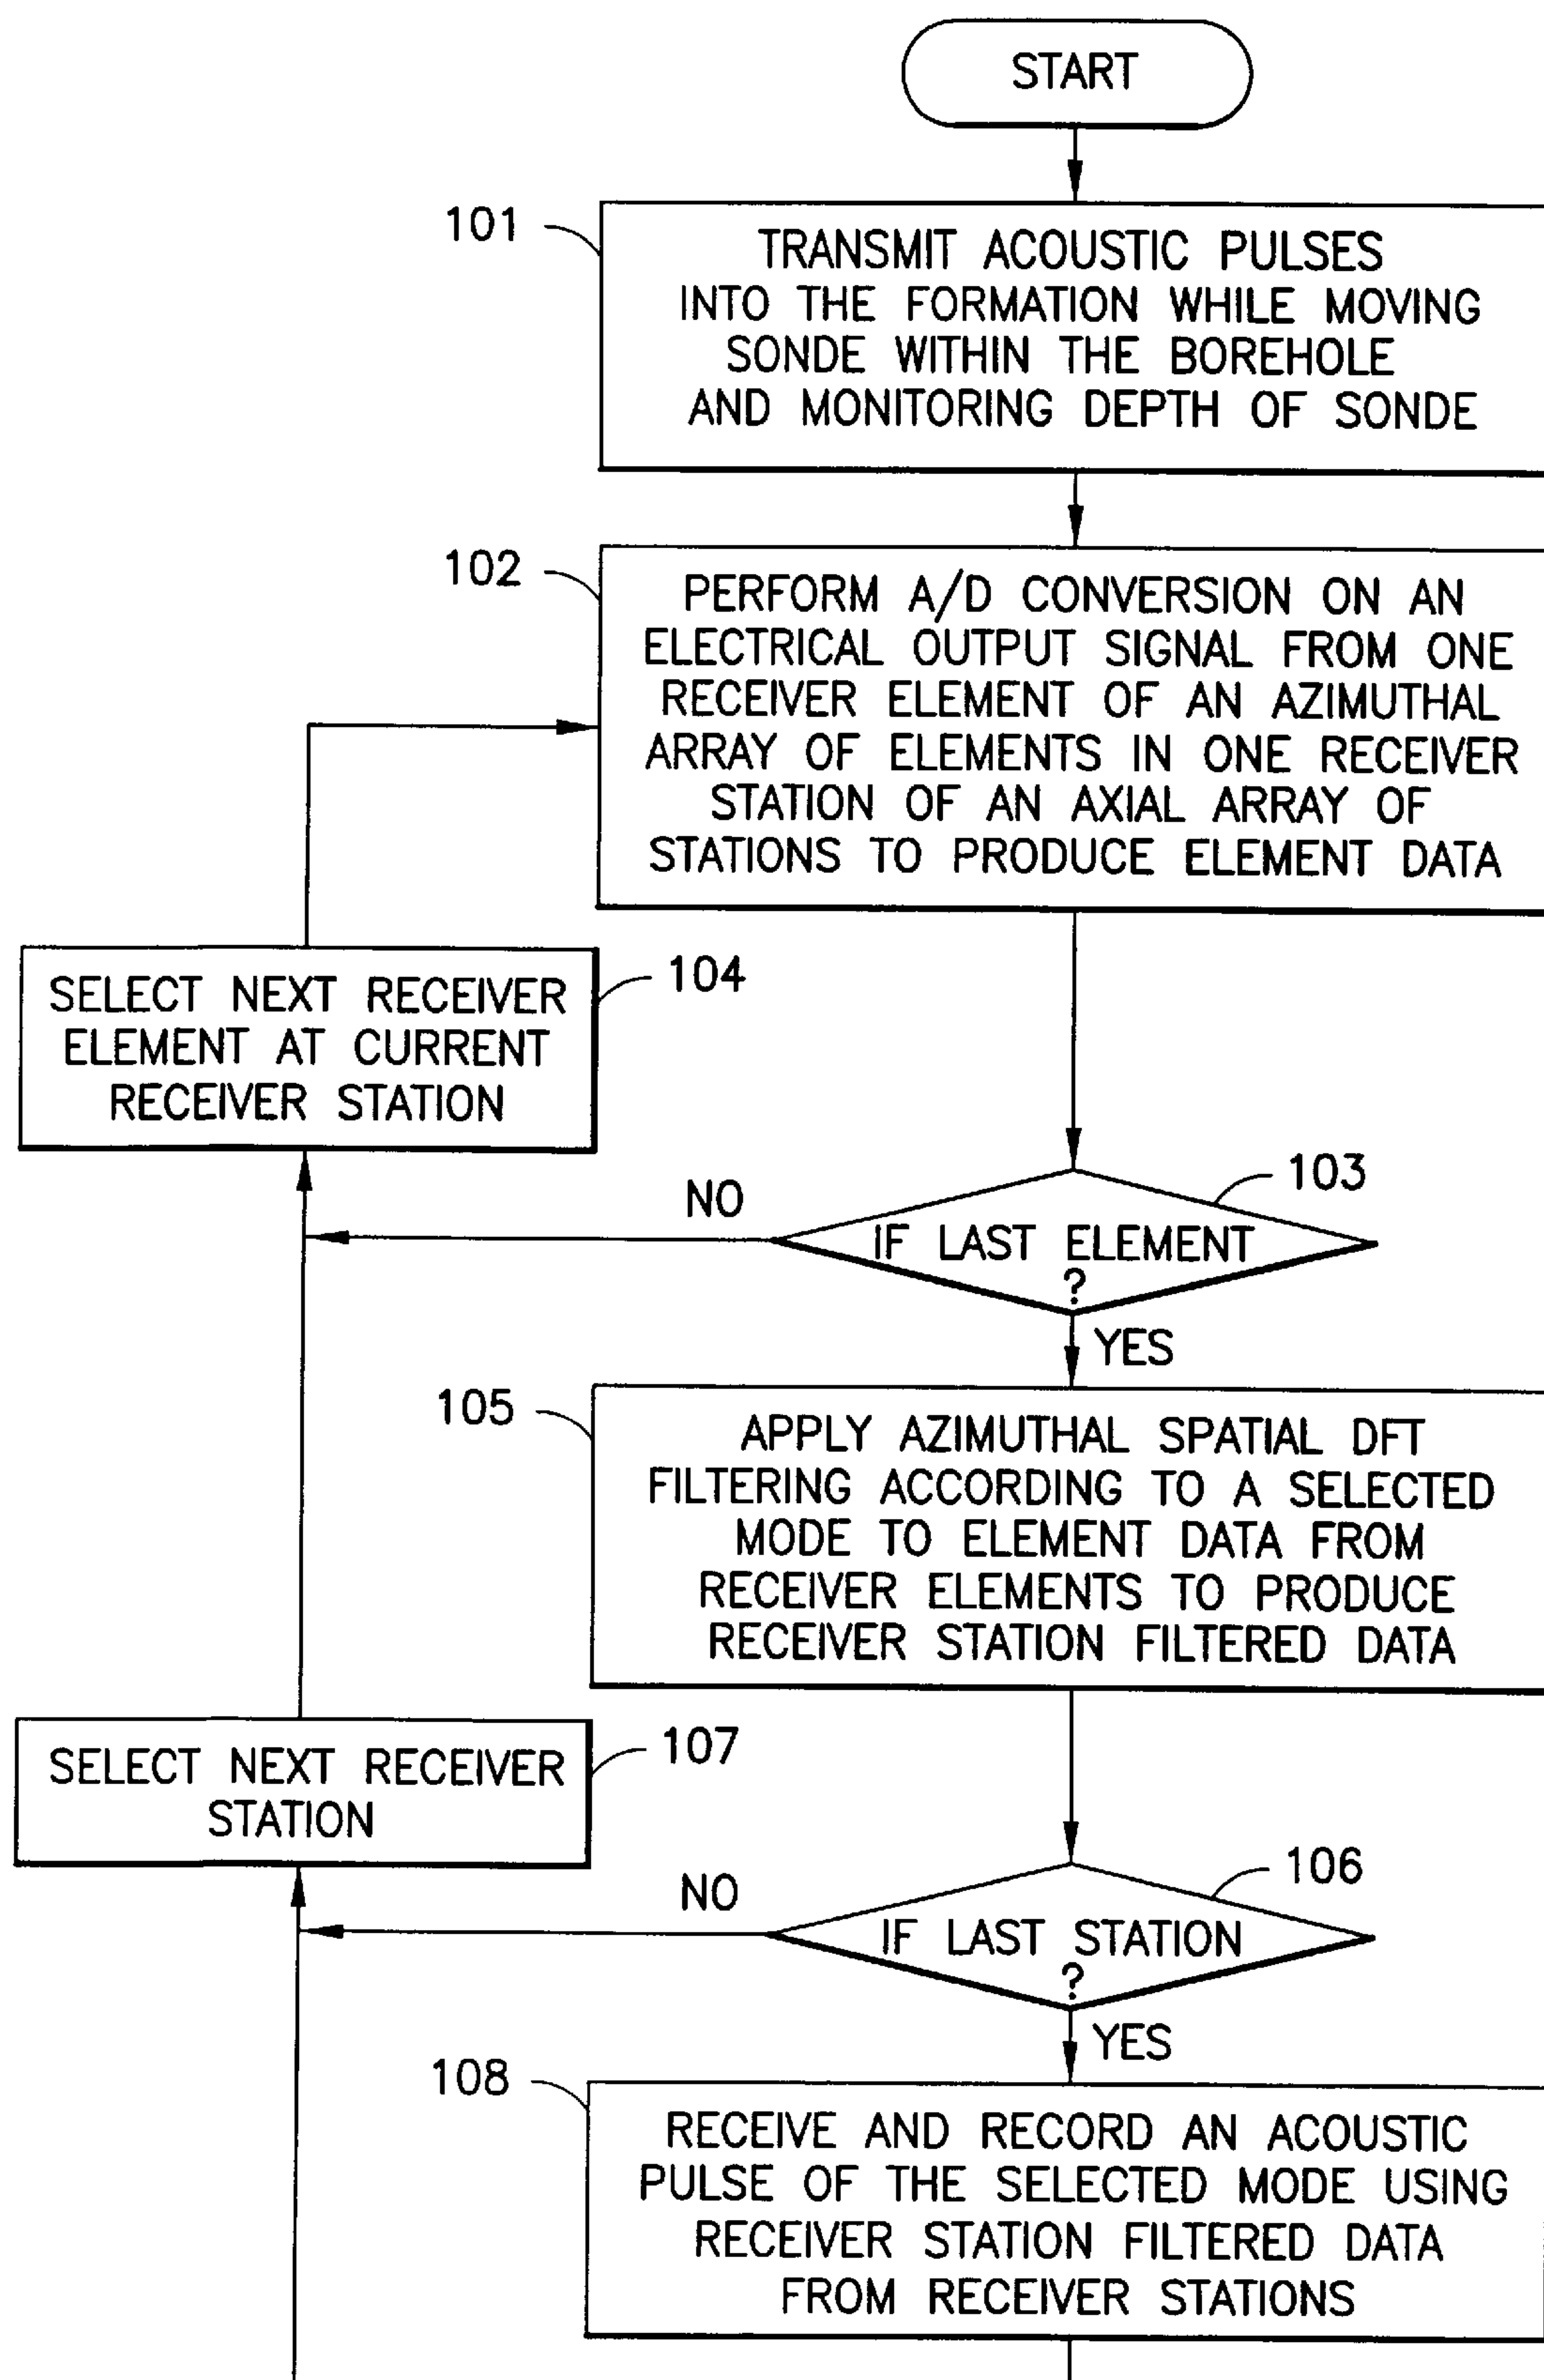 START
101
TRANSMIT ACOUSTIC PULSES
INTO THE FORMATION WHILE MOVING
SONDE WITHIN THE BOREHOLE
AND MONITORING DEPTH OF SONDE
102
PERFORM A/D CONVERSION ON AN
ELECTRICAL OUTPUT SIGNAL FROM ONE
RECEIVER ELEMENT OF AN AZIMUTHAL
ARRAY OF ELEMENTS IN ONE RECEIVER
STATION OF AN AXIAL ARRAY OF
STATIONS TO PRODUCE ELEMENT DATA
104
SELECT NEXT RECEIVER
ELEMENT AT CURRENT
RECEIVER STATION
103
NO
IF LAST ELEMENT
?
YES
105
APPLY AZIMUTHAL SPATIAL DFT
FILTERING ACCORDING TO A SELECTED
MODE TO ELEMENT DATA FROM
RECEIVER ELEMENTS TO PRODUCE
RECEIVER STATION FILTERED DATA
107
SELECT NEXT RECEIVER
STATION
106
NO
IF LAST STATION
?
YES
108
RECEIVE AND RECORD AN ACOUSTIC
PULSE OF THE SELECTED MODE USING
RECEIVER STATION FILTERED DATA
FROM RECEIVER STATIONS